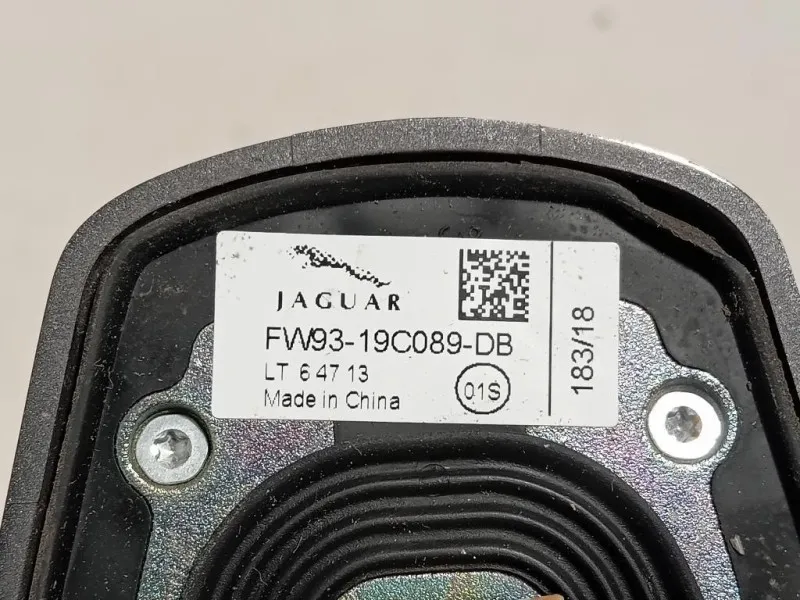 JAGUAR
FW93-19C089-DB
LT 6 47 13
Made in China
01S
183/18